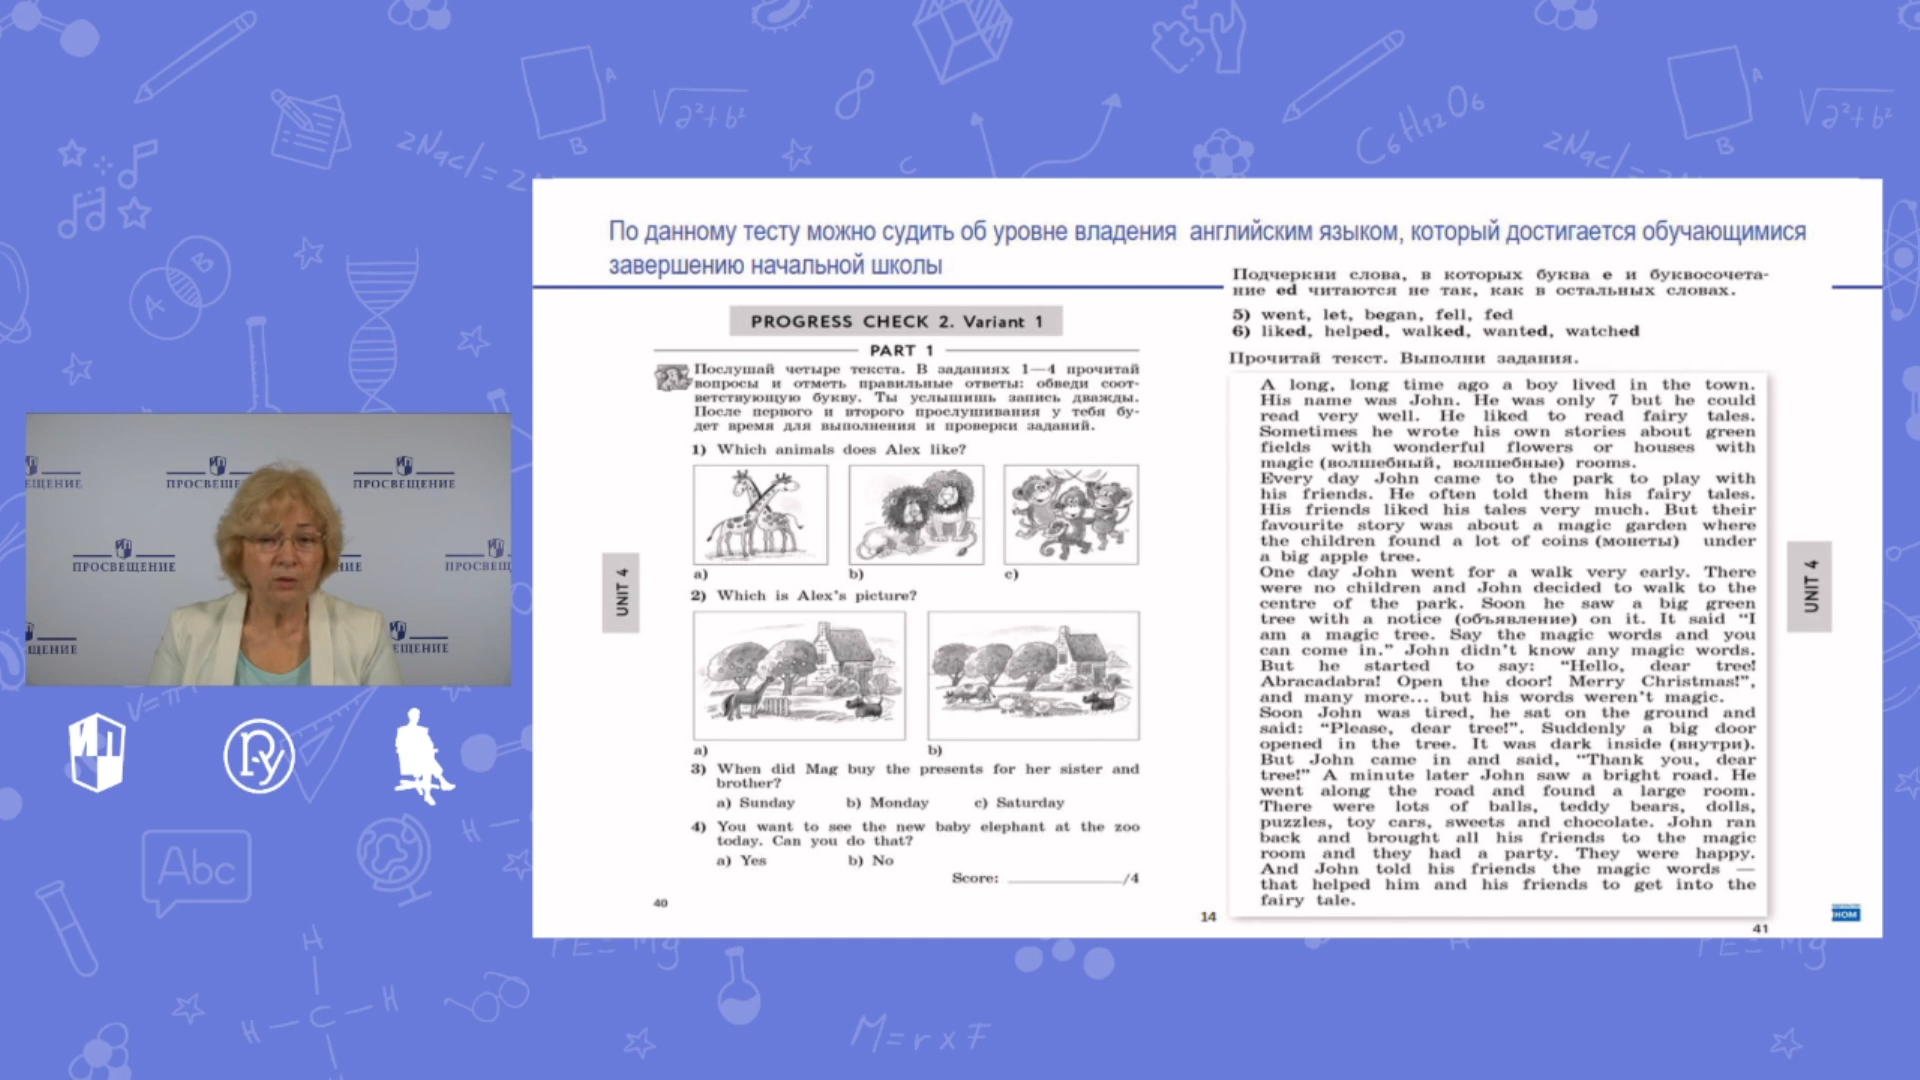 По данному тесту можно судить об уровне владения английским языком, который достигается обучающимися
завершению начальной школы
PROGRESS CHECK 2. Variant 1
PART 1
Послушай четыре текста. В заданиях 1—4 прочитай
вопросы и отметь правильные ответы: обведи соот-
ветствующую букву. Ты услышишь запись дважды.
После первого и второго прослушивания у тебя бу-
дет время для выполнения и проверки заданий.
1) Which animals does Alex like?
a) b) c)
2) Which is Alex's picture?
a) b)
3) When did Mag buy the presents for her sister and
brother?
a) Sunday b) Monday c) Saturday
4) You want to see the new baby elephant at the zoo
today. Can you do that?
a) Yes b) No
Score: ____________/4
40
UNIT 4
14
Подчеркни слова, в которых буква e и буквосочета-
ние ed читаются не так, как в остальных словах.
5) went, let, began, fell, fed
6) liked, helped, walked, wanted, watched
Прочитай текст. Выполни задания.
A long, long time ago a boy lived in the town.
His name was John. He was only 7 but he could
read very well. He liked to read fairy tales.
Sometimes he wrote his own stories about green
fields with wonderful flowers or houses with
magic (волшебный, волшебные) rooms.
Every day John came to the park to play with
his friends. He often told them his fairy tales.
His friends liked his tales very much. But their
favourite story was about a magic garden where
the children found a lot of coins (монеты) under
a big apple tree.
One day John went for a walk very early. There
were no children and John decided to walk to the
centre of the park. Soon he saw a big green
tree with a notice (объявление) on it. It said “I
am a magic tree. Say the magic words and you
can come in.” John didn't know any magic words.
But he started to say: “Hello, dear tree!
Abracadabra! Open the door! Merry Christmas!”,
and many more... but his words weren't magic.
Soon John was tired, he sat on the ground and
said: “Please, dear tree!”. Suddenly a big door
opened in the tree. It was dark inside (внутри).
But John came in and said, “Thank you, dear
tree!” A minute later John saw a bright road. He
went along the road and found a large room.
There were lots of balls, teddy bears, dolls,
puzzles, toy cars, sweets and chocolate. John ran
back and brought all his friends to the magic
room and they had a party. They were happy.
And John told his friends the magic words —
that helped him and his friends to get into the
fairy tale.
41
UNIT 4
НОМ
ПРОСВЕЩЕНИЕ
ПРОСВЕЩЕНИЕ
Abc